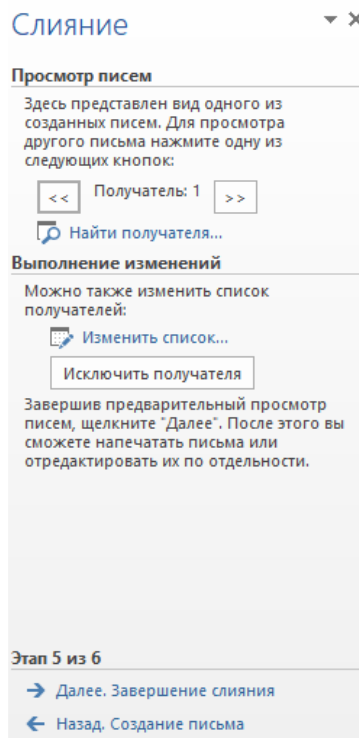 Слияние
Просмотр писем
Здесь представлен вид одного из
созданных писем. Для просмотра
другого письма нажмите одну из
следующих кнопок:
<< Получатель: 1 >>
Найти получателя...
Выполнение изменений
Можно также изменить список
получателей:
Изменить список...
Исключить получателя
Завершив предварительный просмотр
писем, щелкните "Далее". После этого вы
сможете напечатать письма или
отредактировать их по отдельности.
Этап 5 из 6
Далее. Завершение слияния
Назад. Создание письма